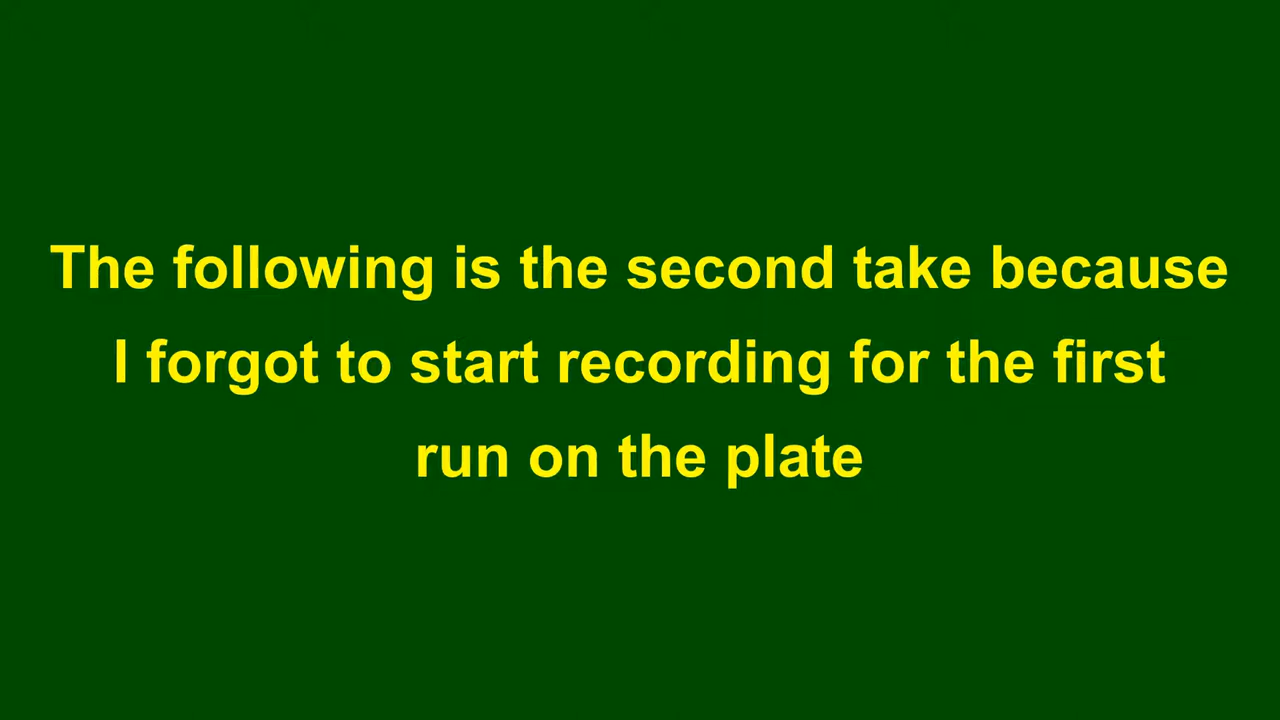 The following is the second take because
I forgot to start recording for the first
run on the plate